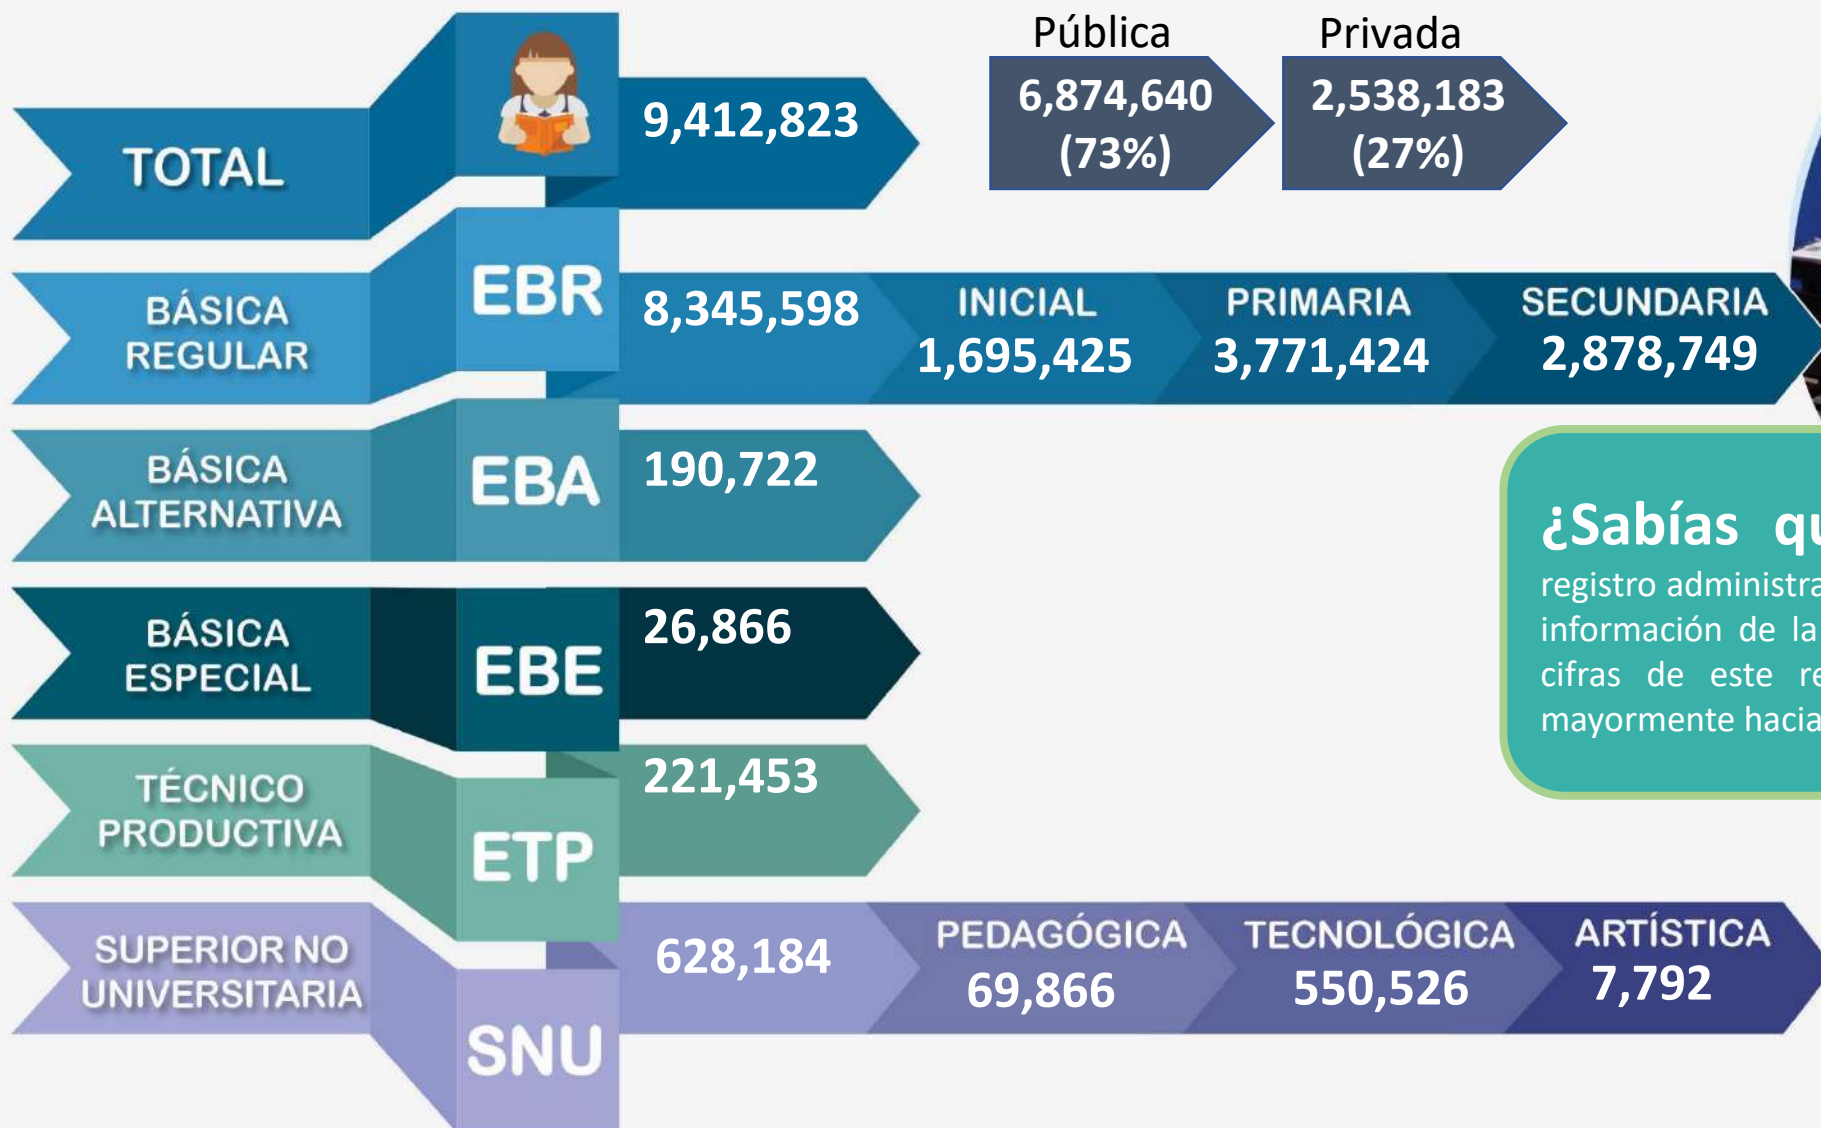 Pública
Privada
6,874,640
(73%)
2,538,183
(27%)
TOTAL
9,412,823
BÁSICA
REGULAR
EBR
8,345,598
INICIAL
1,695,425
PRIMARIA
3,771,424
SECUNDARIA
2,878,749
BÁSICA
ALTERNATIVA
EBA
190,722
BÁSICA
ESPECIAL
EBE
26,866
TÉCNICO
PRODUCTIVA
ETP
221,453
SUPERIOR NO
UNIVERSITARIA
SNU
628,184
PEDAGÓGICA
69,866
TECNOLÓGICA
550,526
ARTÍSTICA
7,792
¿Sabías
registro
información de la
cifras de este
mayormente hacia